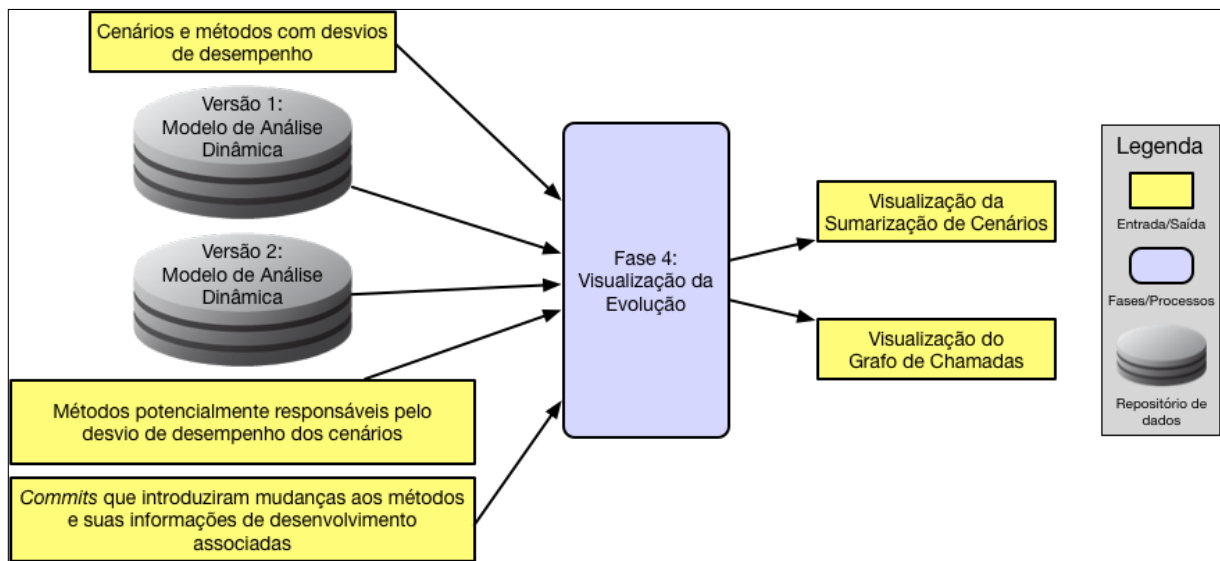 Cenários e métodos com desvios
de desempenho
Versão 1:
Modelo de Análise
Dinâmica
Versão 2:
Modelo de Análise
Dinâmica
Métodos potencialmente responsáveis pelo
desvio de desempenho dos cenários
Commits que introduziram mudanças aos métodos
e suas informações de desenvolvimento
associadas
Fase 4:
Visualização da
Evolução
Visualização da
Sumarização de Cenários
Visualização do
Grafo de Chamadas
Legenda
Entrada/Saída
Fases/Processos
Repositório de
dados